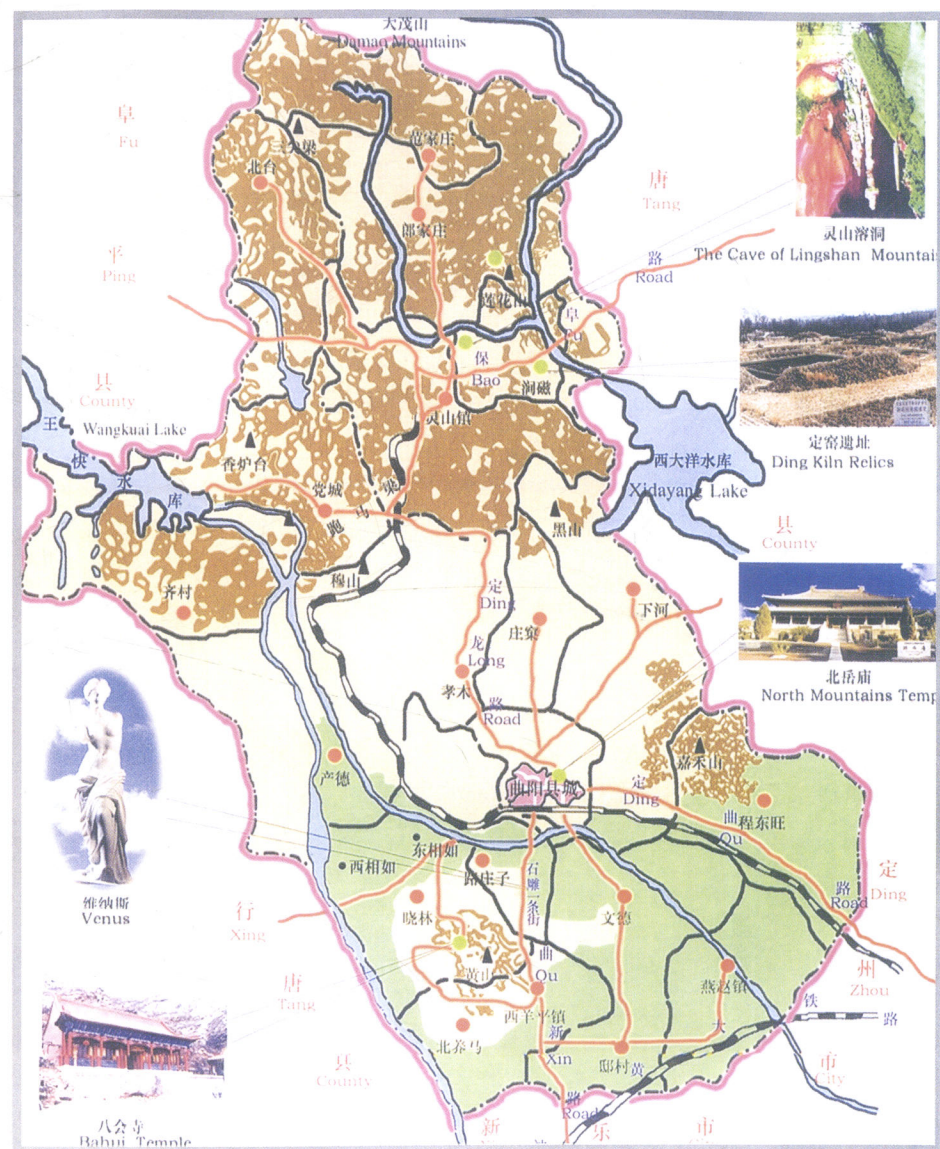 大茂山
Damao Mountains
阜
Fu
三尖梁
范家庄
北台
唐
Tang
郎家庄
灵山溶洞
The Cave of Lingshan Mountai
平
Ping
路
Road
莲花山
阜
Fu
保
Bao
涧磁
县
County
灵山镇
定窑遗址
Ding Kiln Relics
王
快
水
库
Wangkuai Lake
香炉台
西大洋水库
Xidayang Lake
党城
跑
马
黑山
县
County
穆山
齐村
定
Ding
庄窠
下河
龙
Long
孝木
路
Road
北岳庙
North Mountains Temp
产德
嘉禾山
曲阳县城
定
Ding
程东旺
曲
Qu
东相如
西相如
路庄子
石雕一条街
维纳斯
Venus
定
Ding
路
Road
行
Xing
晓林
文德
黄山
曲
Qu
唐
Tang
燕赵镇
州
Zhou
西羊平镇
铁
路
大
新
Xin
北养马
邸村
黄
县
County
市
City
路
Road
八会寺
Bahui Temple
新
乐
市